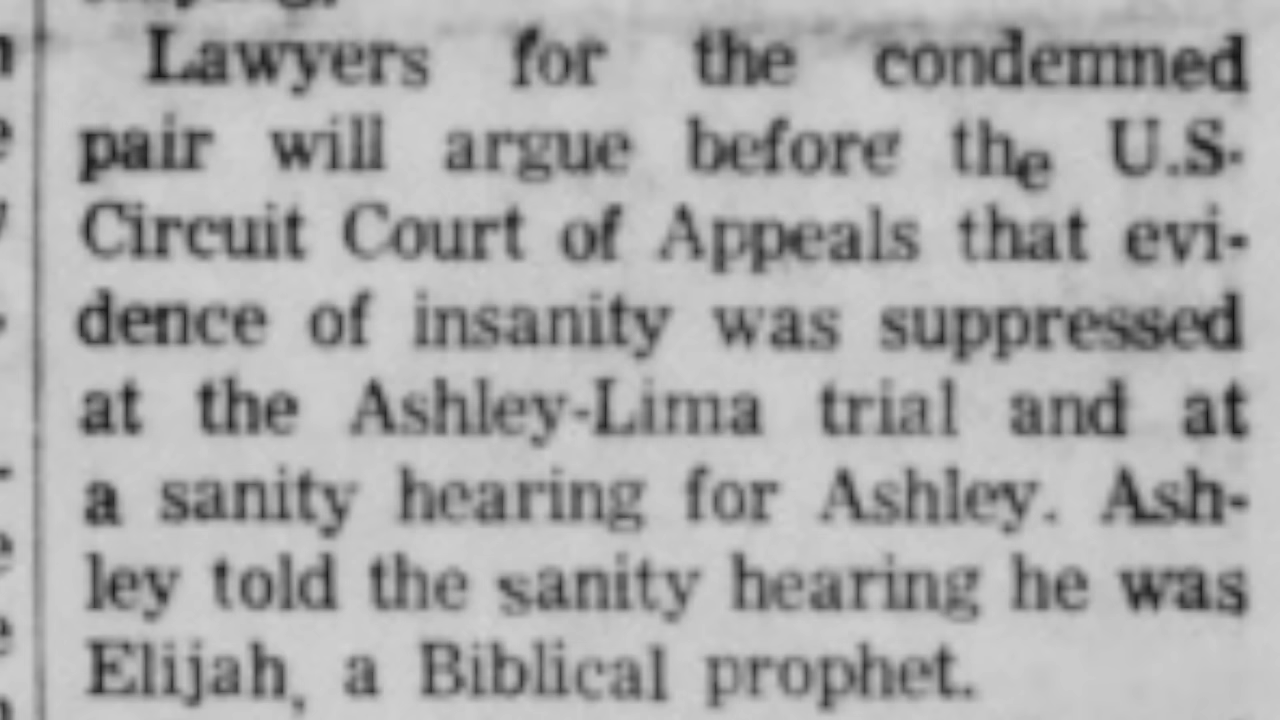 Lawyers for the condemned
pair will argue before the U.S.
Circuit Court of Appeals that evi-
dence of insanity was suppressed
at the Ashley-Lima trial and at
a sanity hearing for Ashley. Ash-
ley told the sanity hearing he was
Elijah, a Biblical prophet.